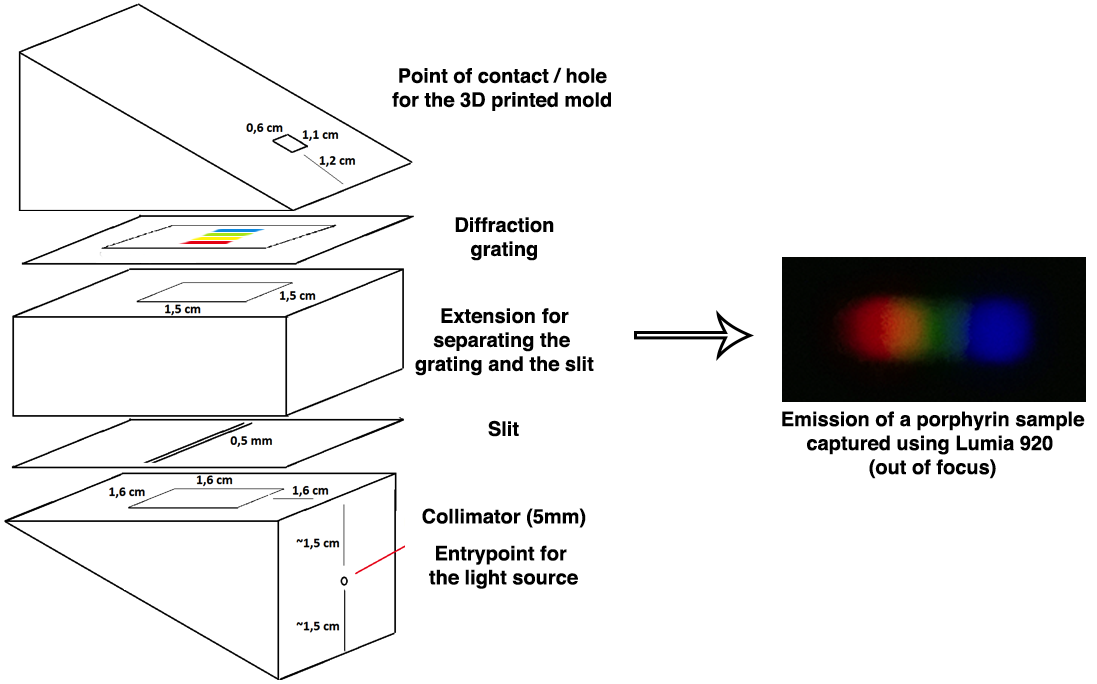 Point of contact / hole
for the 3D printed mold
0,6 cm
1,1 cm
1,2 cm
Diffraction
grating
1,5 cm
1,5 cm
Extension for
separating the
grating and the slit
Slit
0,5 mm
1,6 cm
1,6 cm
1,6 cm
Collimator (5mm)
~1,5 cm
Entrypoint for
the light source
~1,5 cm
Emission of a porphyrin sample
captured using Lumia 920
(out of focus)